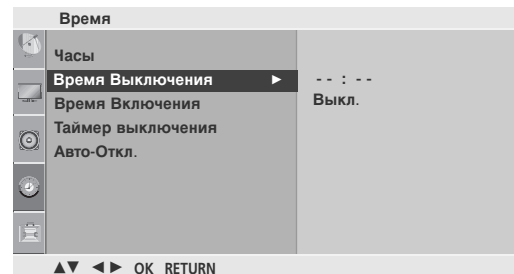 Время
Часы
Время Выключения ► - - : - -
Время Включения Выкл.
Таймер выключения
Авто-Откл.
▲▼ ◄► OK RETURN